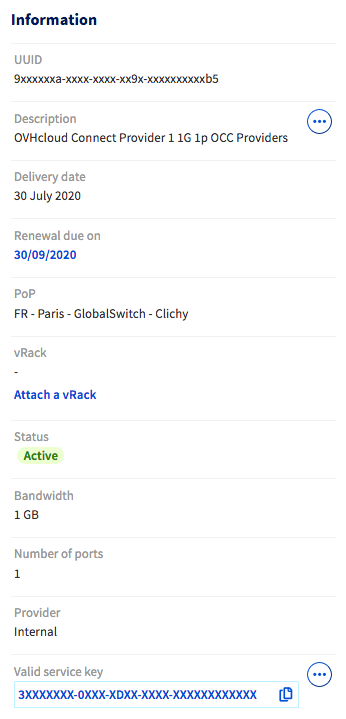 Information
UUID
9xxxxxxa-xxxx-xxxx-xx9x-xxxxxxxxxxb5
Description
OVHcloud Connect Provider 1 1G 1p OCC Providers
Delivery date
30 July 2020
Renewal due on
30/09/2020
PoP
FR - Paris - GlobalSwitch - Clichy
vRack
-
Attach a vRack
Status
Active
Bandwidth
1 GB
Number of ports
1
Provider
Internal
Valid service key
3XXXXXXX-0XXX-XDXX-XXXX-XXXXXXXXXXXX